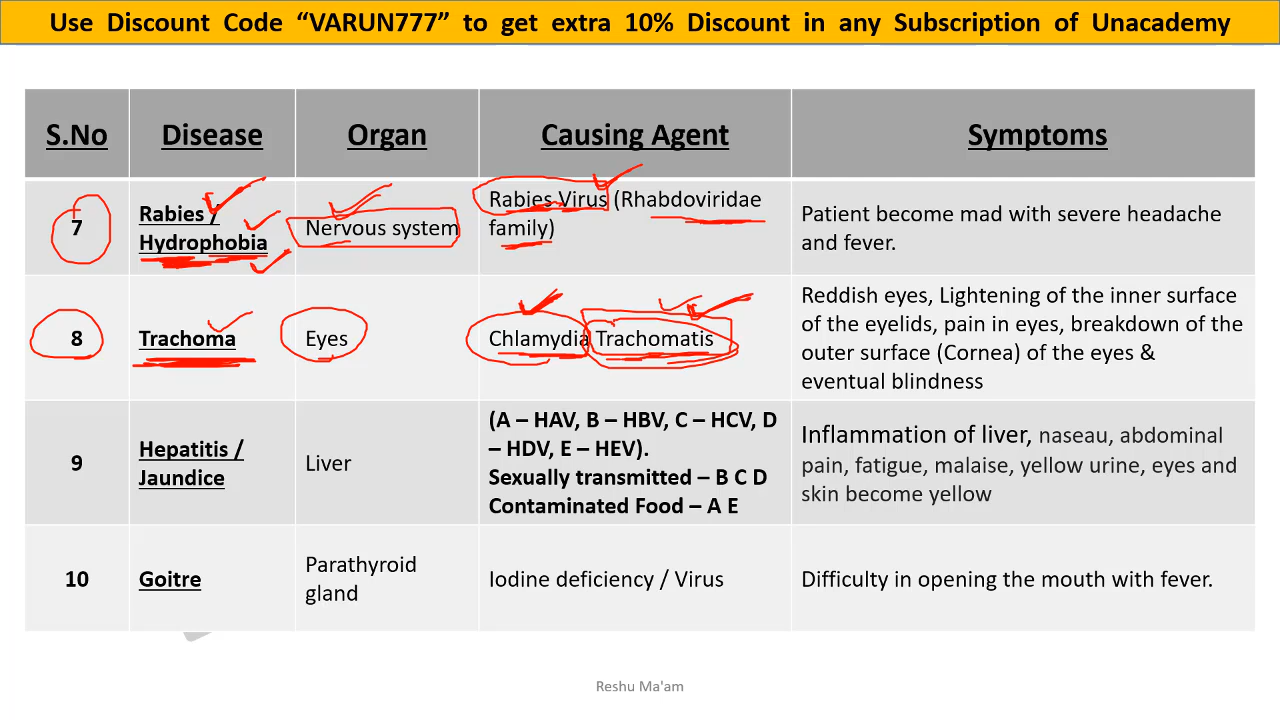 Use Discount Code “VARUN777” to get extra 10% Discount in any Subscription of Unacademy
S.No Disease Organ Causing Agent Symptoms
7
Rabies /
Hydrophobia
Nervous system
Rabies Virus (Rhabdoviridae
family)
Patient become mad with severe headache
and fever.
8
Trachoma
Eyes
Chlamydia Trachomatis
Reddish eyes, Lightening of the inner surface
of the eyelids, pain in eyes, breakdown of the
outer surface (Cornea) of the eyes &
eventual blindness
9
Hepatitis /
Jaundice
Liver
(A – HAV, B – HBV, C – HCV, D
– HDV, E – HEV).
Sexually transmitted – B C D
Contaminated Food – A E
Inflammation of liver, naseau, abdominal
pain, fatigue, malaise, yellow urine, eyes and
skin become yellow
10
Goitre
Parathyroid
gland
Iodine deficiency / Virus
Difficulty in opening the mouth with fever.
Reshu Ma'am